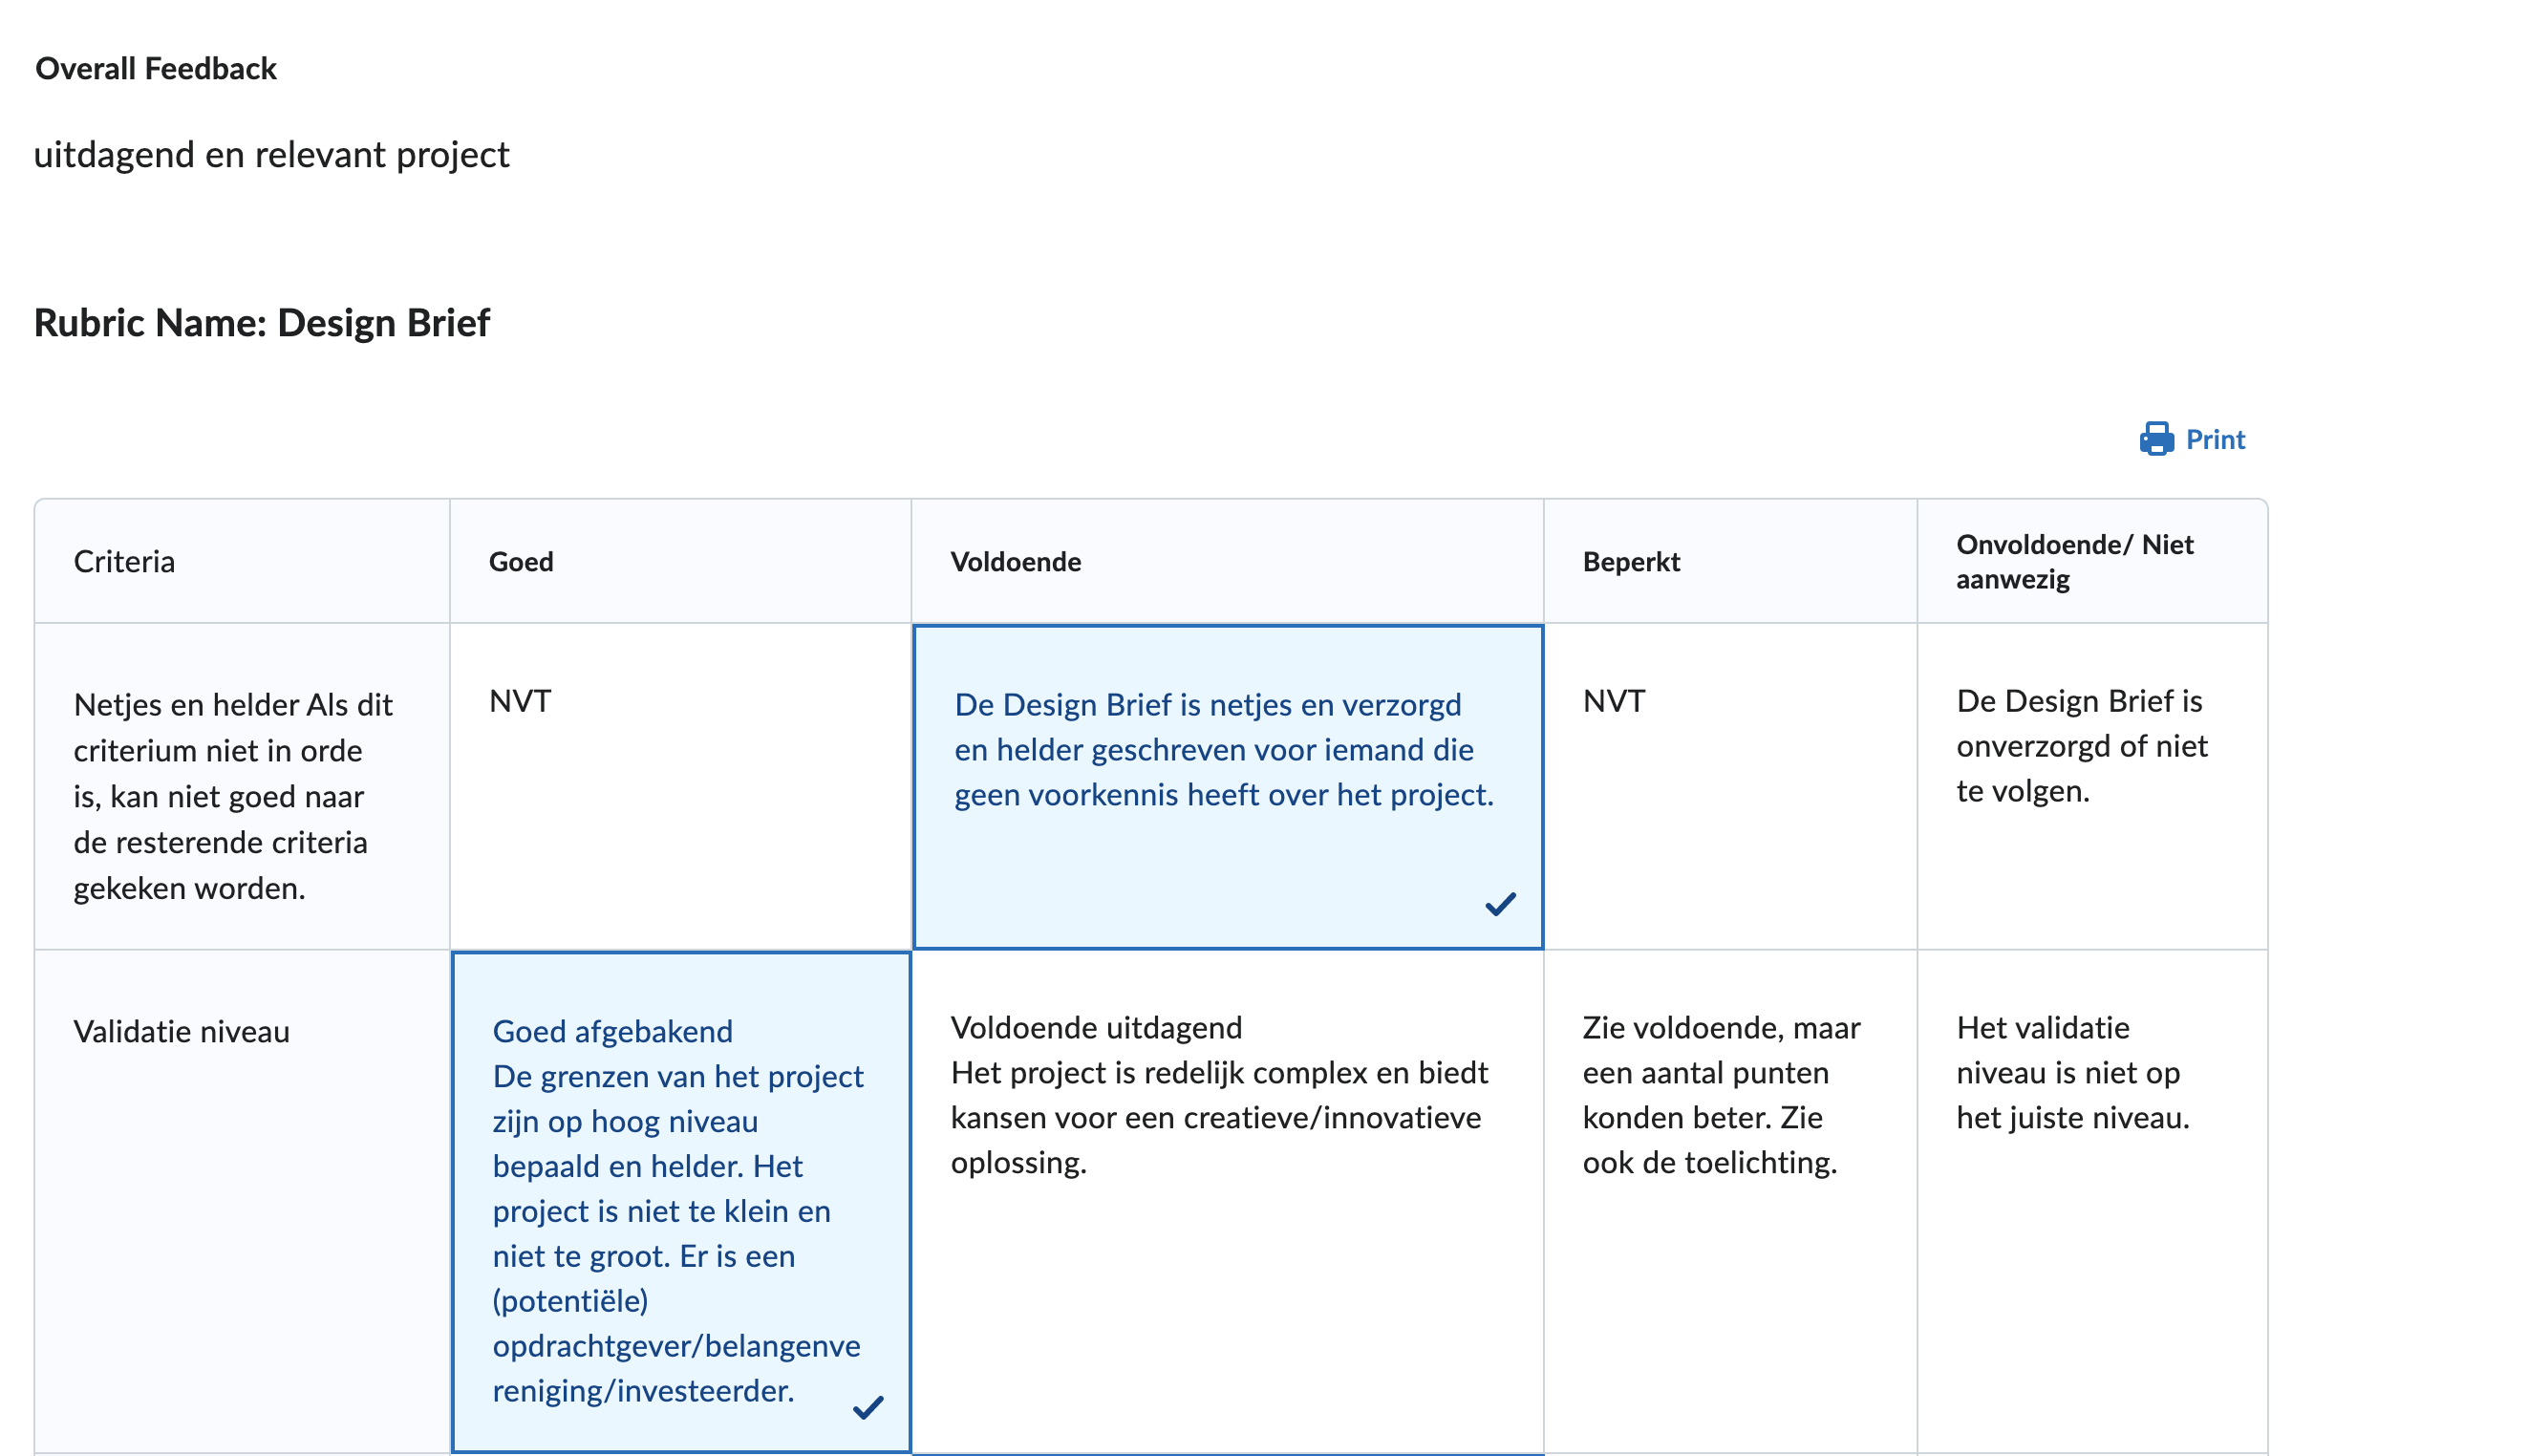 Overall Feedback
uitdagend en relevant project
Rubric Name: Design Brief
Print
Criteria
Goed
Voldoende
Beperkt
Onvoldoende/ Niet
aanwezig
Netjes en helder Als dit
criterium niet in orde
is, kan niet goed naar
de resterende criteria
gekeken worden.
NVT
De Design Brief is netjes en verzorgd
en helder geschreven voor iemand die
geen voorkennis heeft over het project.
NVT
De Design Brief is
onverzorgd of niet
te volgen.
Validatie niveau
Goed afgebakend
De grenzen van het project
zijn op hoog niveau
bepaald en helder. Het
project is niet te klein en
niet te groot. Er is een
(potentiële)
opdrachtgever/belangenve
reniging/investeerder.
Voldoende uitdagend
Het project is redelijk complex en biedt
kansen voor een creatieve/innovatieve
oplossing.
Zie voldoende, maar
een aantal punten
konden beter. Zie
ook de toelichting.
Het validatie
niveau is niet op
het juiste niveau.